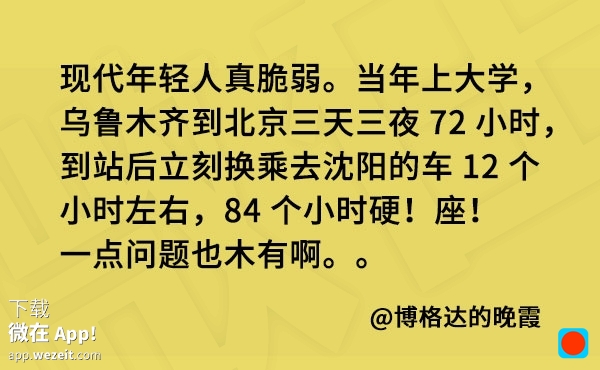 现代年轻人真脆弱。当年上大学，
乌鲁木齐到北京三天三夜 72 小时，
到站后立刻换乘去沈阳的车 12 个
小时左右，84 个小时硬！座！
一点问题也木有啊。。
@博格达的晚霞
下载
微在 App!
app.wezeit.com